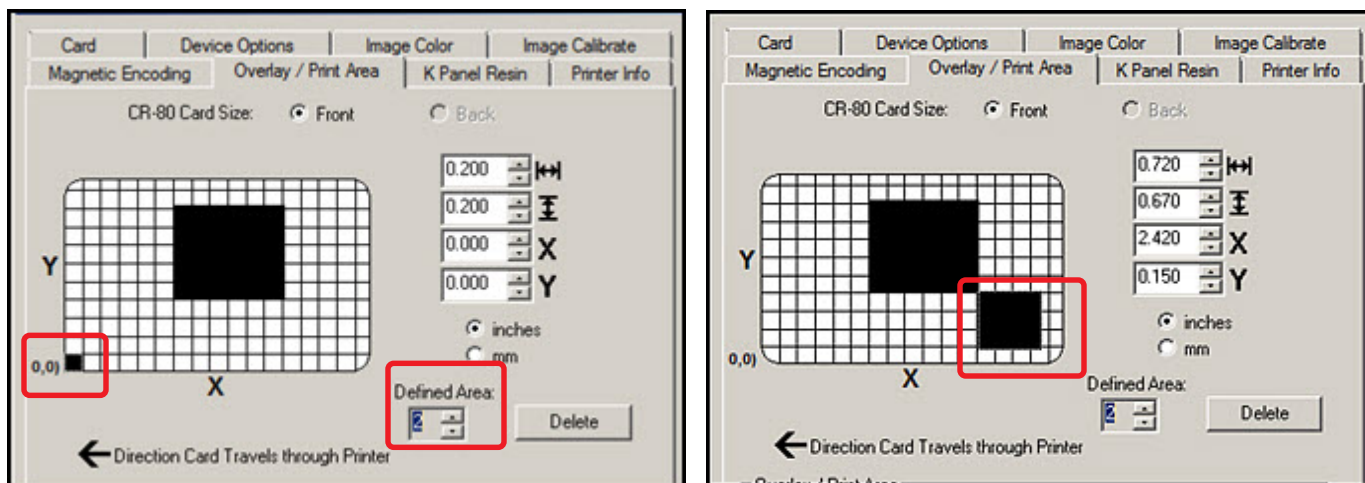 Card Device Options Image Color Image Calibrate
Magnetic Encoding Overlay / Print Area K Panel Resin Printer Info
CR-80 Card Size: Front Back
0.200
0.200
0.000 X
Y
0.000 Y
inches
0,0)
mm
X
Defined Area:
2 Delete
Direction Card Travels through Printer
Card Device Options Image Color Image Calibrate
Magnetic Encoding Overlay / Print Area K Panel Resin Printer Info
CR-80 Card Size: Front Back
0.720
0.670
2.420 X
Y
0.150 Y
inches
0,0)
mm
X
Defined Area:
2 Delete
Direction Card Travels through Printer
Overlay / Print Area